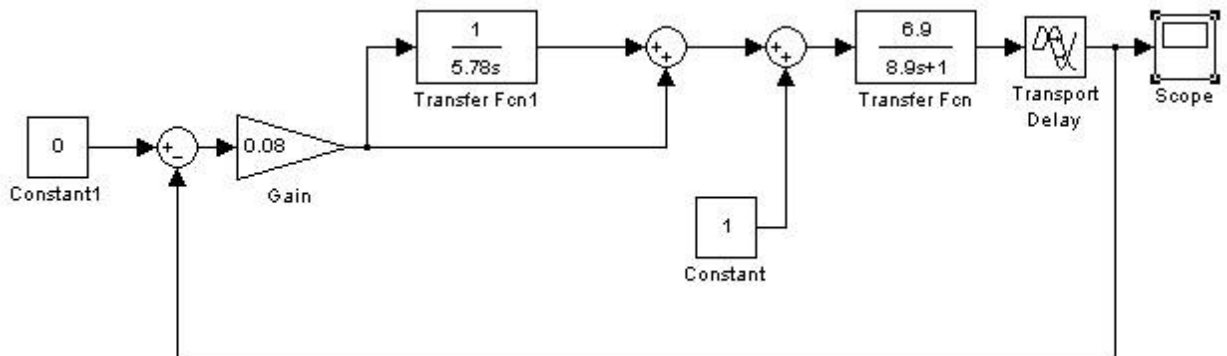 1
5.78s
Transfer Fcn1
6.9
8.9s+1
Transfer Fcn
Transport
Delay
Scope
0
Constant1
0.08
Gain
1
Constant
+
+
+
+
+
−